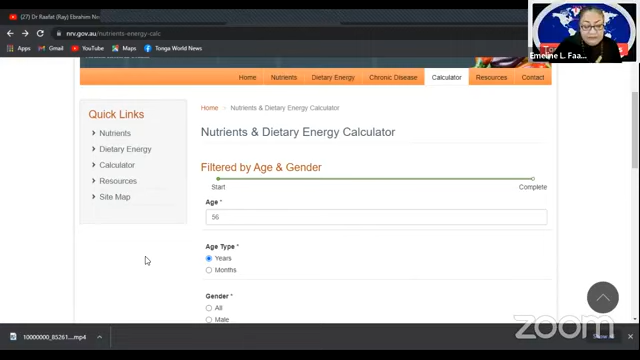 (27) Dr Raafat (Ray) Ebrahim Nr
nrv.gov.au/nutrients-energy-calc
Gmail
YouTube
Maps
Tonga World News
Emeline L. Faa...
Home
Nutrients
Dietary Energy
Chronic Disease
Calculator
Resources
Contact
Quick Links
Nutrients
Dietary Energy
Calculator
Resources
Site Map
Home
Nutrients & Dietary Energy Calculator
Nutrients & Dietary Energy Calculator
Filtered by Age & Gender
Start
Complete
Age *
56
Age Type *
Years
Months
Gender *
All
Male
zoom
10000000_85261....mp4
Show all